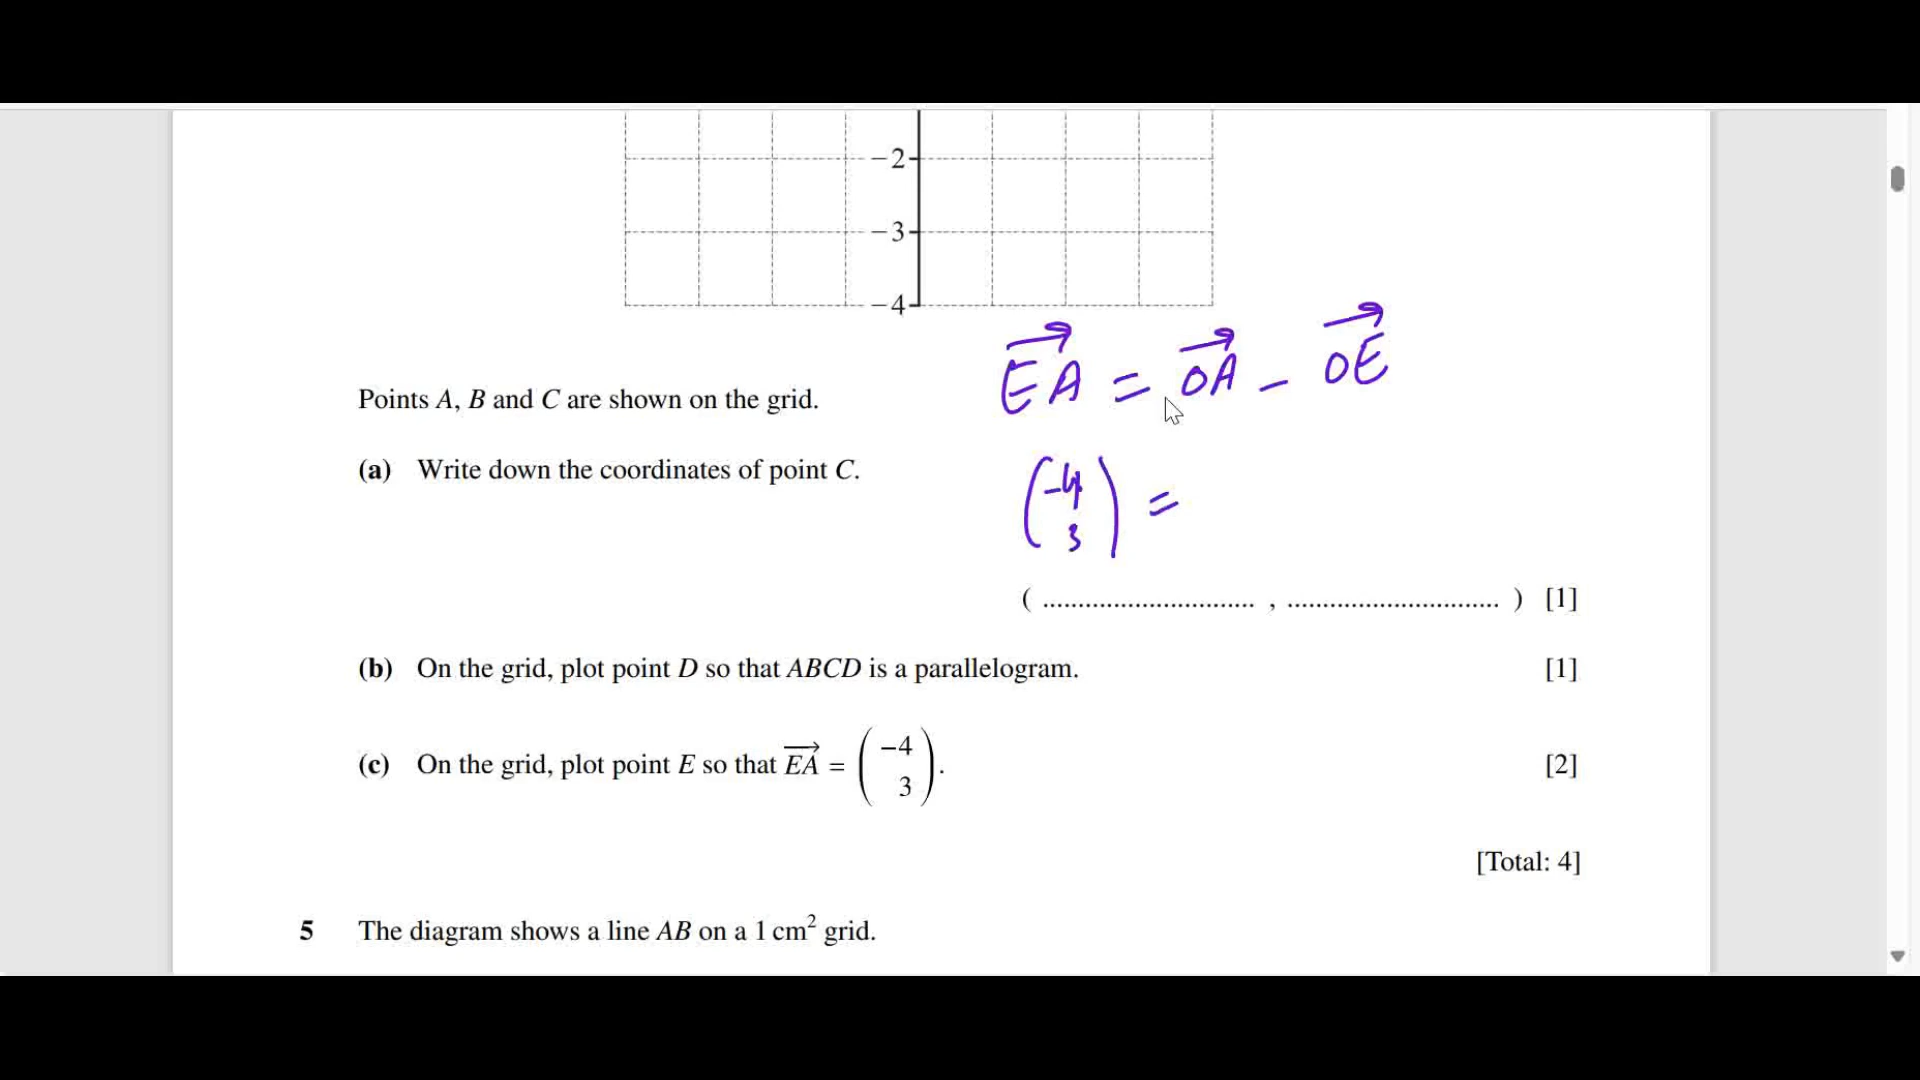 −2
−3
−4
EA = OA − OE
Points A, B and C are shown on the grid.
(a) Write down the coordinates of point C.
(-4 3) =
( .............................. , .............................. ) [1]
(b) On the grid, plot point D so that ABCD is a parallelogram. [1]
(c) On the grid, plot point E so that EA = (−4 3). [2]
[Total: 4]
5 The diagram shows a line AB on a 1 cm² grid.